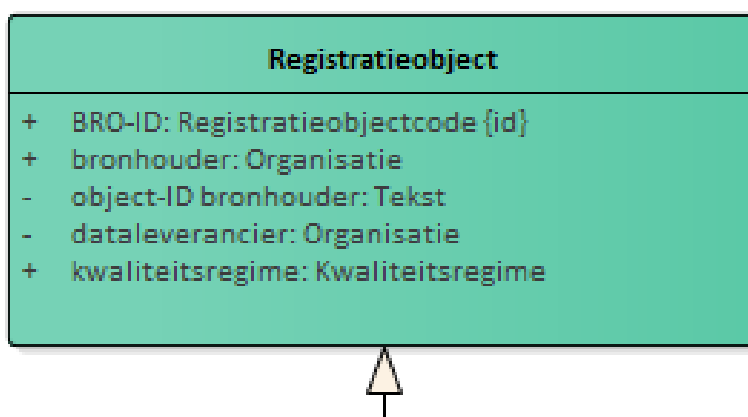 Registratieobject
+ BRO-ID: Registratieobjectcode {id}
+ bronhouder: Organisatie
- object-ID bronhouder: Tekst
- dataleverancier: Organisatie
+ kwaliteitsregime: Kwaliteitsregime